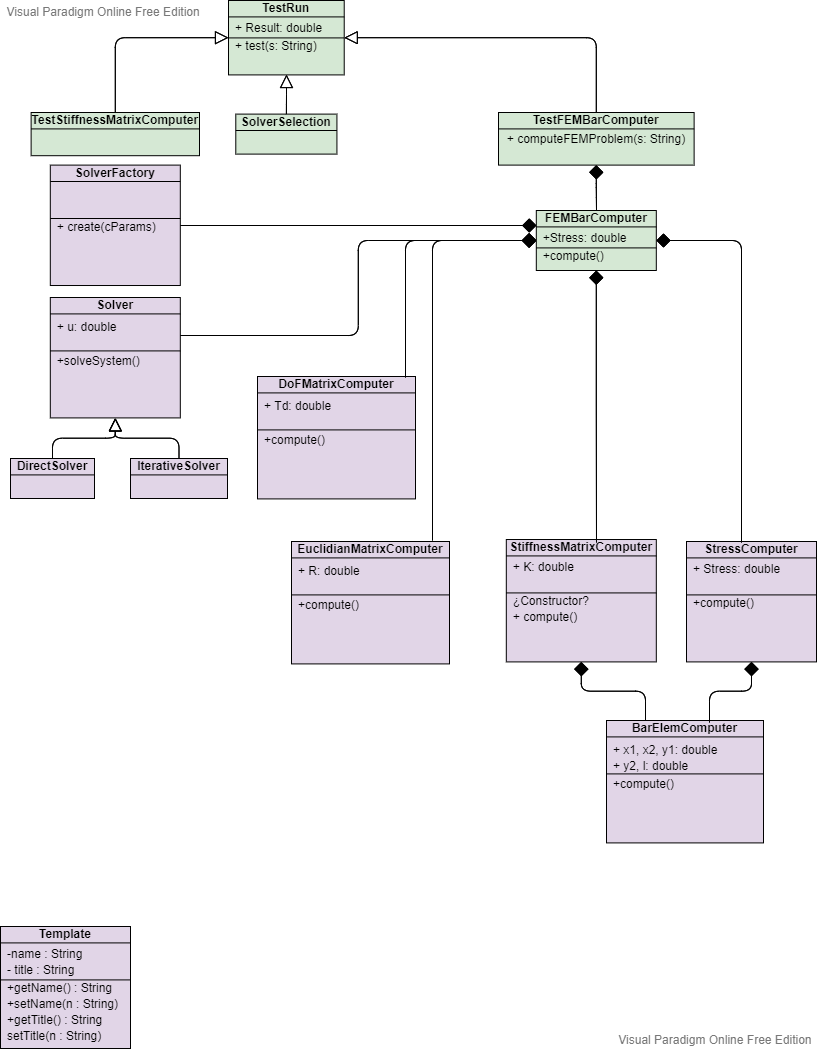 Visual Paradigm Online Free Edition
TestRun
+ Result: double
+ test(s: String)
TestStiffnessMatrixComputer
SolverSelection
TestFEMBarComputer
+ computeFEMProblem(s: String)
SolverFactory
+ create(cParams)
FEMBarComputer
+Stress: double
+compute()
Solver
+ u: double
+solveSystem()
DirectSolver
IterativeSolver
DoFMatrixComputer
+ Td: double
+compute()
EuclidianMatrixComputer
+ R: double
+compute()
StiffnessMatrixComputer
+ K: double
¿Constructor?
+ compute()
StressComputer
+ Stress: double
+compute()
BarElemComputer
+ x1, x2, y1: double
+ y2, l: double
+compute()
Template
-name : String
- title : String
+getName() : String
+setName(n : String)
+getTitle() : String
setTitle(n : String)
Visual Paradigm Online Free Edition